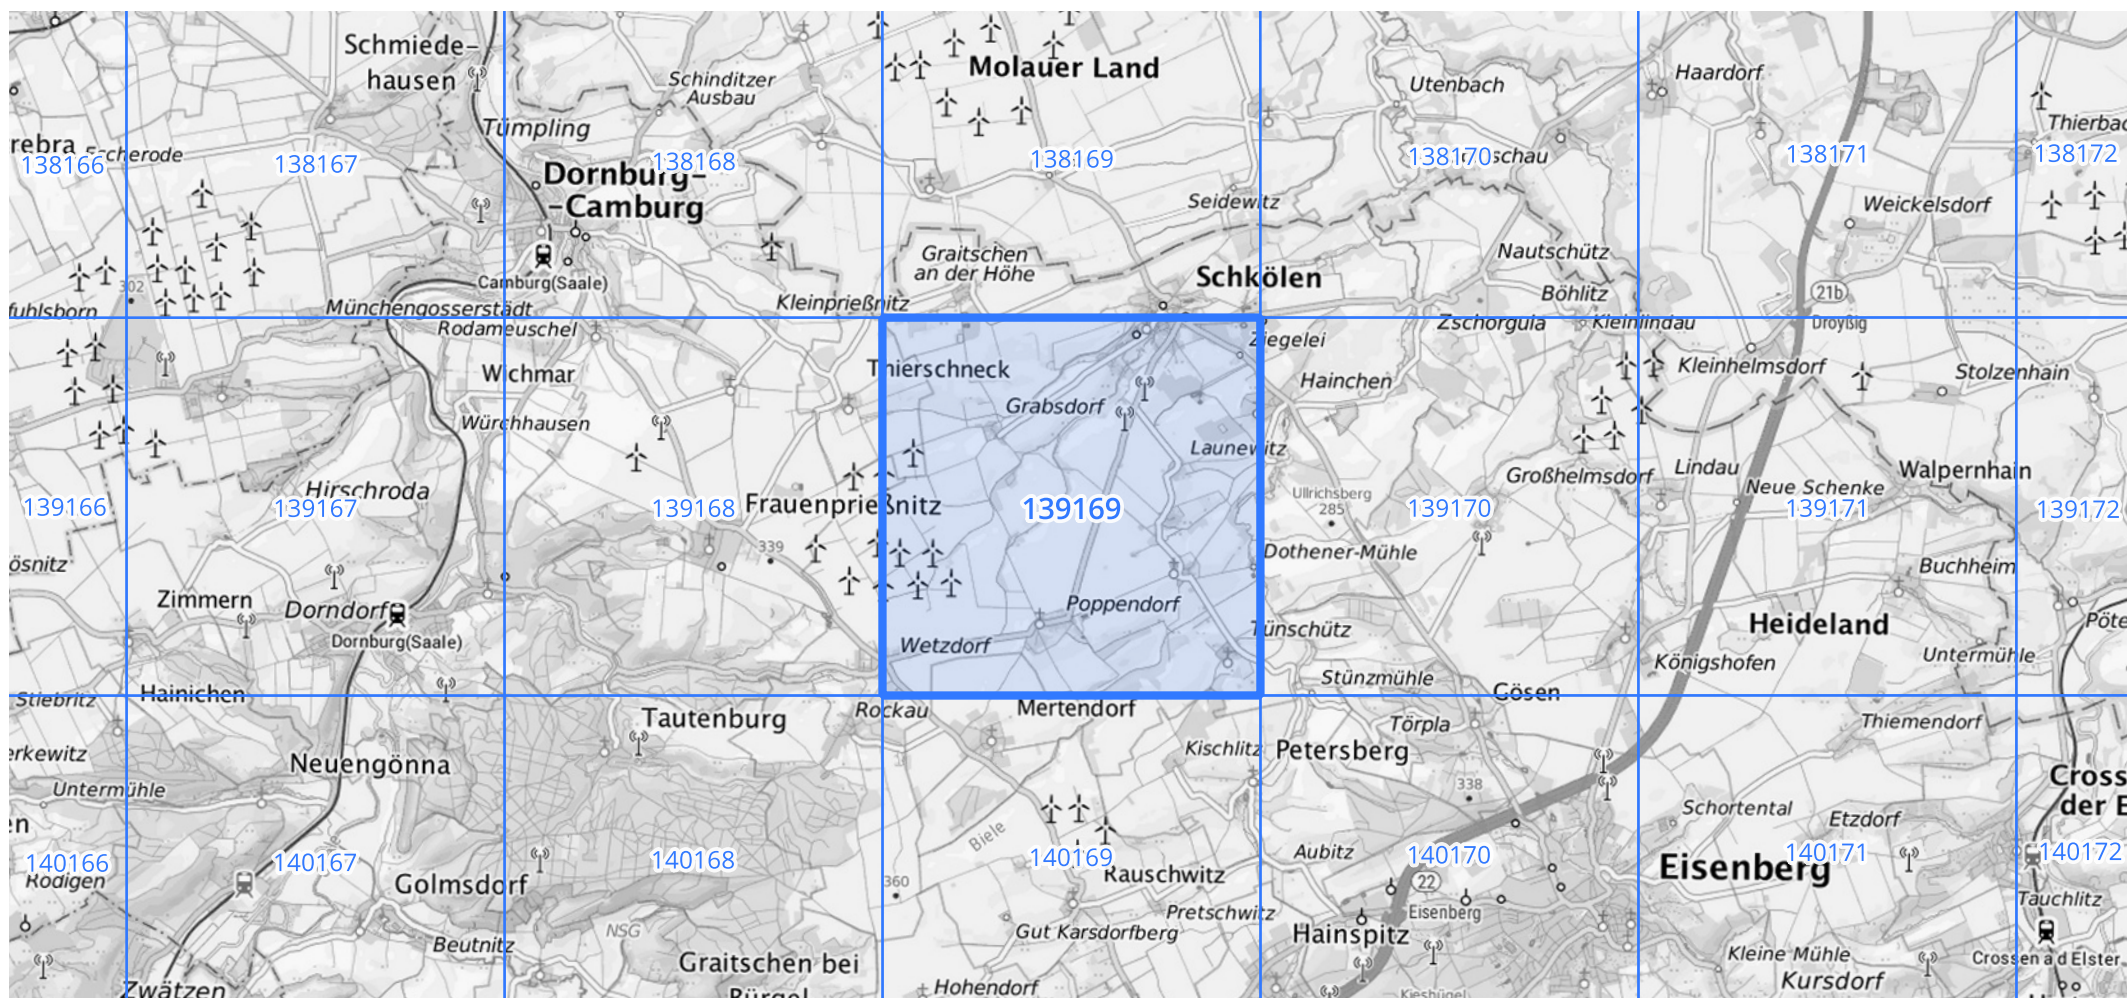 Schmiede-
hausen
Schinditzer
Ausbau
Molauer Land
Utenbach
Haardorf
Tümpling
138166
138167
138168
138169
138170
138171
138172
Dornburg-
-Camburg
Seidewitz
Weickelsdorf
Graitschen
an der Höhe
Nautschütz
302
Camburg(Saale)
Schkölen
Böhlitz
21b
Münchengosserstädt
Kleinprießnitz
Rodameuschel
Zschorgula
Kleinlindau
Droyßig
Wichmar
Thierschneck
Ziegelei
Hainchen
Kleinhelmsdorf
Stolzenhain
Grabsdorf
Würchhausen
Launewitz
Großhelmsdorf
Lindau
Walpernhain
Hirschroda
Frauenprießnitz
Ullrichsberg
285
Neue Schenke
139166
139167
139168
139169
139170
139171
139172
339
Dothener-Mühle
Buchheim
Zimmern
Dorndorf
Dornburg(Saale)
Poppendorf
Wetzdorf
Tünschütz
Heideland
Untermühle
Königshofen
Stünzmühle
Gösen
Stiebritz
Hainichen
Tautenburg
Rockau
Mertendorf
Törpla
Thiemendorf
Kischlitz
Petersberg
Neuengönna
Untermühle
338
Schortental
Etzdorf
Biele
140166
140167
140168
140169
140170
140171
140172
Aubitz
Rödigen
Golmsdorf
360
Rauschwitz
22
Eisenberg
Eisenberg
Tauchlitz
Pretschwitz
Gut Karsdorfberg
Hainspitz
NSG
Beutnitz
Graitschen bei
Bürgel
Kleine Mühle
Crossen a d Elster
Kursdorf
Zwätzen
Hohendorf